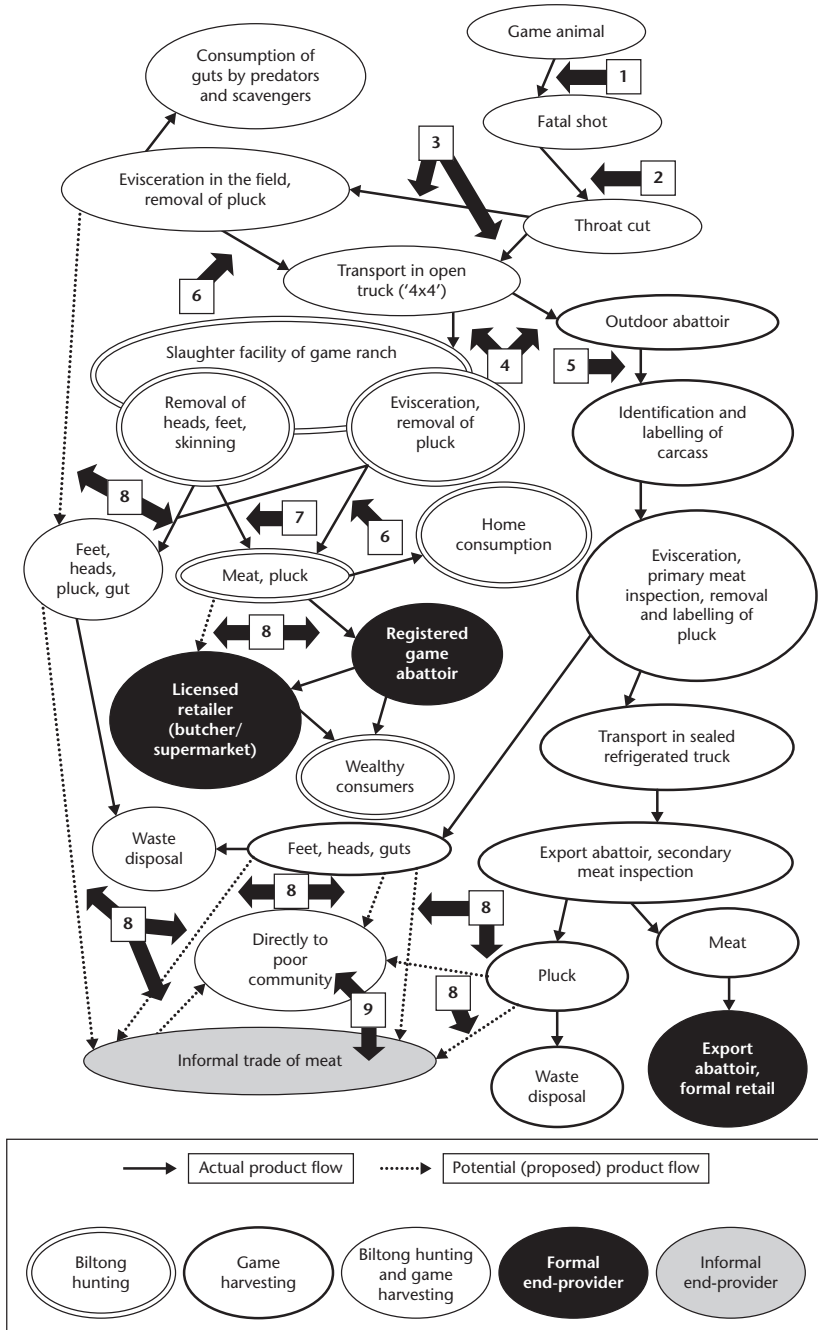 Game animal
Consumption of
guts by predators
and scavengers
1
Fatal shot
3
Evisceration in the field,
removal of pluck
2
Throat cut
6
Transport in open
truck ('4x4')
Outdoor abattoir
Slaughter facility of game ranch
4
5
Removal of
heads, feet,
skinning
Evisceration,
removal of
pluck
Identification and
labelling of
carcass
8
7
6
Home
consumption
Feet,
heads,
pluck, gut
Meat, pluck
Evisceration,
primary meat
inspection, removal
and labelling of
pluck
8
Registered
game
abattoir
Licensed
retailer
(butcher/
supermarket)
Transport in sealed
refrigerated truck
Wealthy
consumers
Waste
disposal
Feet, heads, guts
Export abattoir, secondary
meat inspection
8
8
8
Directly to
poor
community
Meat
Pluck
9
8
Informal trade of meat
Waste
disposal
Export
abattoir,
formal retail
Actual product flow
Potential (proposed) product flow
Biltong
hunting
Game
harvesting
Biltong hunting
and game
harvesting
Formal
end-provider
Informal
end-provider